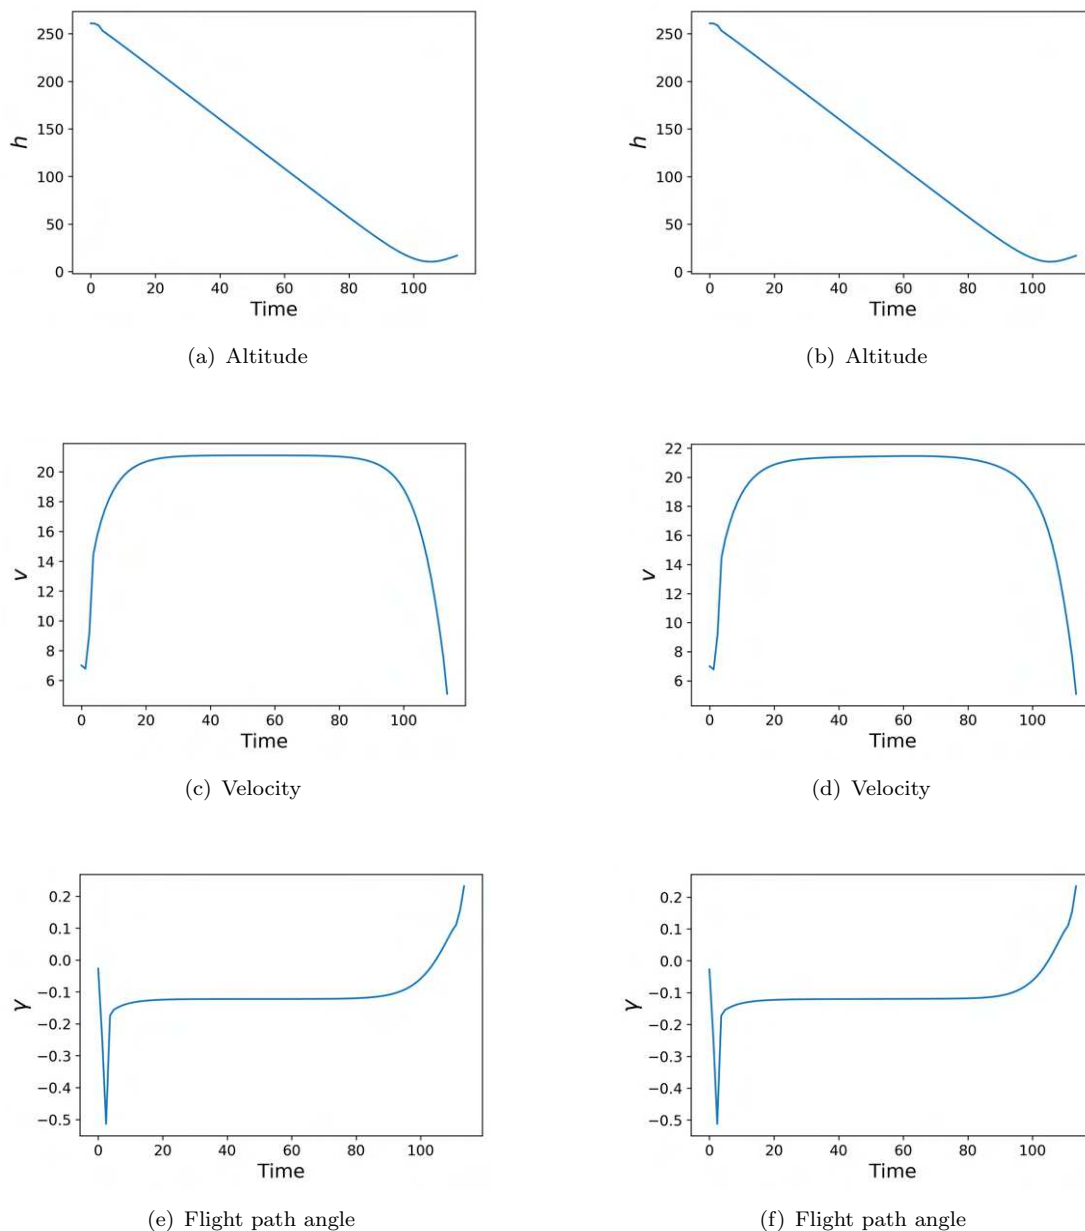 250
200
150
100
50
0
h
0 20 40 60 80 100
Time
(a) Altitude
250
200
150
100
50
0
h
0 20 40 60 80 100
Time
(b) Altitude
20
18
16
14
12
10
8
6
v
0 20 40 60 80 100
Time
(c) Velocity
22
20
18
16
14
12
10
8
6
v
0 20 40 60 80 100
Time
(d) Velocity
0.2
0.1
0.0
−0.1
−0.2
−0.3
−0.4
−0.5
γ
0 20 40 60 80 100
Time
(e) Flight path angle
0.2
0.1
0.0
−0.1
−0.2
−0.3
−0.4
−0.5
γ
0 20 40 60 80 100
Time
(f) Flight path angle